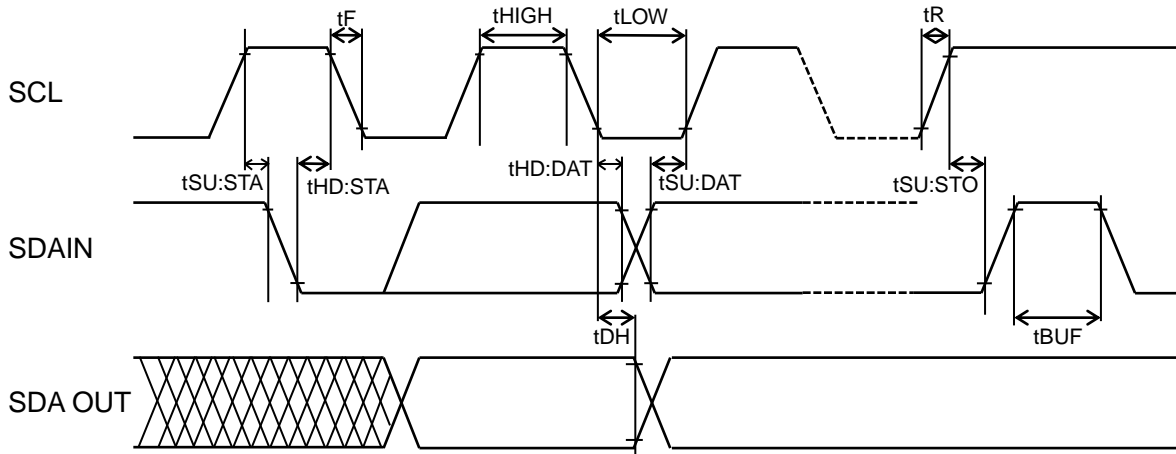 tF
tHIGH
tLOW
tR
SCL
tSU:STA
tHD:STA
tHD:DAT
tSU:DAT
tSU:STO
SDAIN
tDH
tBUF
SDA OUT